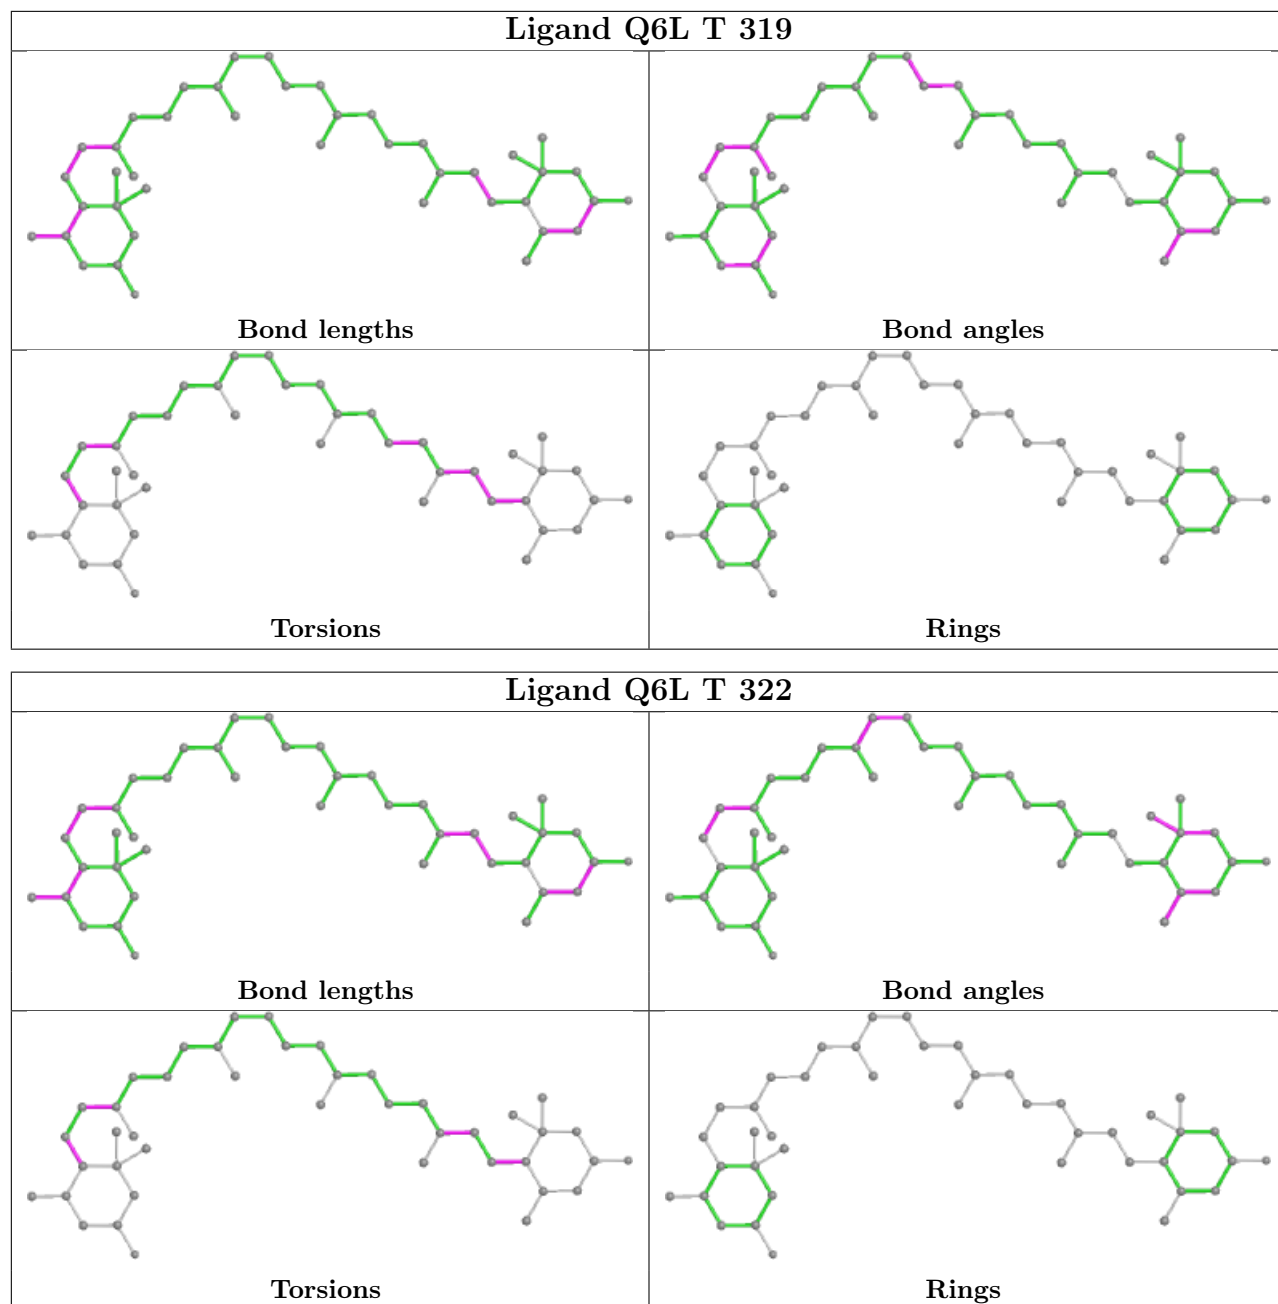 Ligand Q6L T 319
Bond lengths
Bond angles
Torsions
Rings
Ligand Q6L T 322
Bond lengths
Bond angles
Torsions
Rings